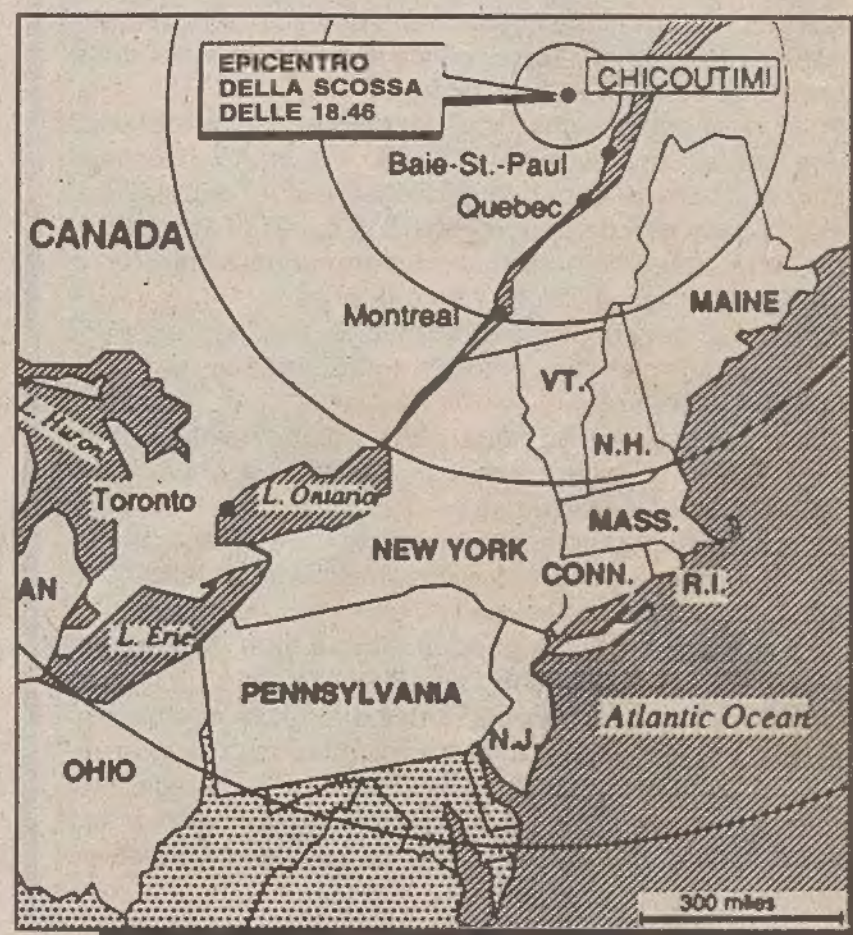 EPICENTRO
DELLA SCOSSA
DELLE 18.46
CHICOUTIMI
Baie-St.-Paul
Quebec
CANADA
MAINE
Montreal
VT.
L. Huron
N.H.
Toronto
L. Ontario
MASS.
NEW YORK
CONN.
R.I.
AN
L. Erie
PENNSYLVANIA
Atlantic Ocean
N.J.
OHIO
300 miles